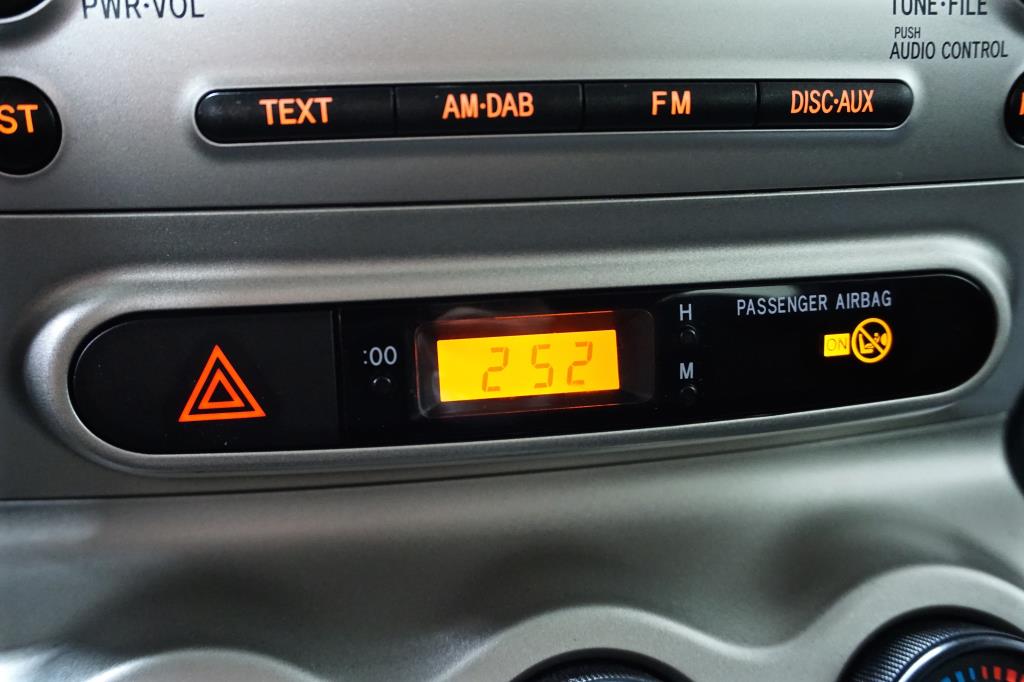 PWR·VOL
TUNE·FILE
PUSH
AUDIO CONTROL
ST
TEXT
AM·DAB
FM
DISC·AUX
:00
2 52
H
M
PASSENGER AIRBAG
ON